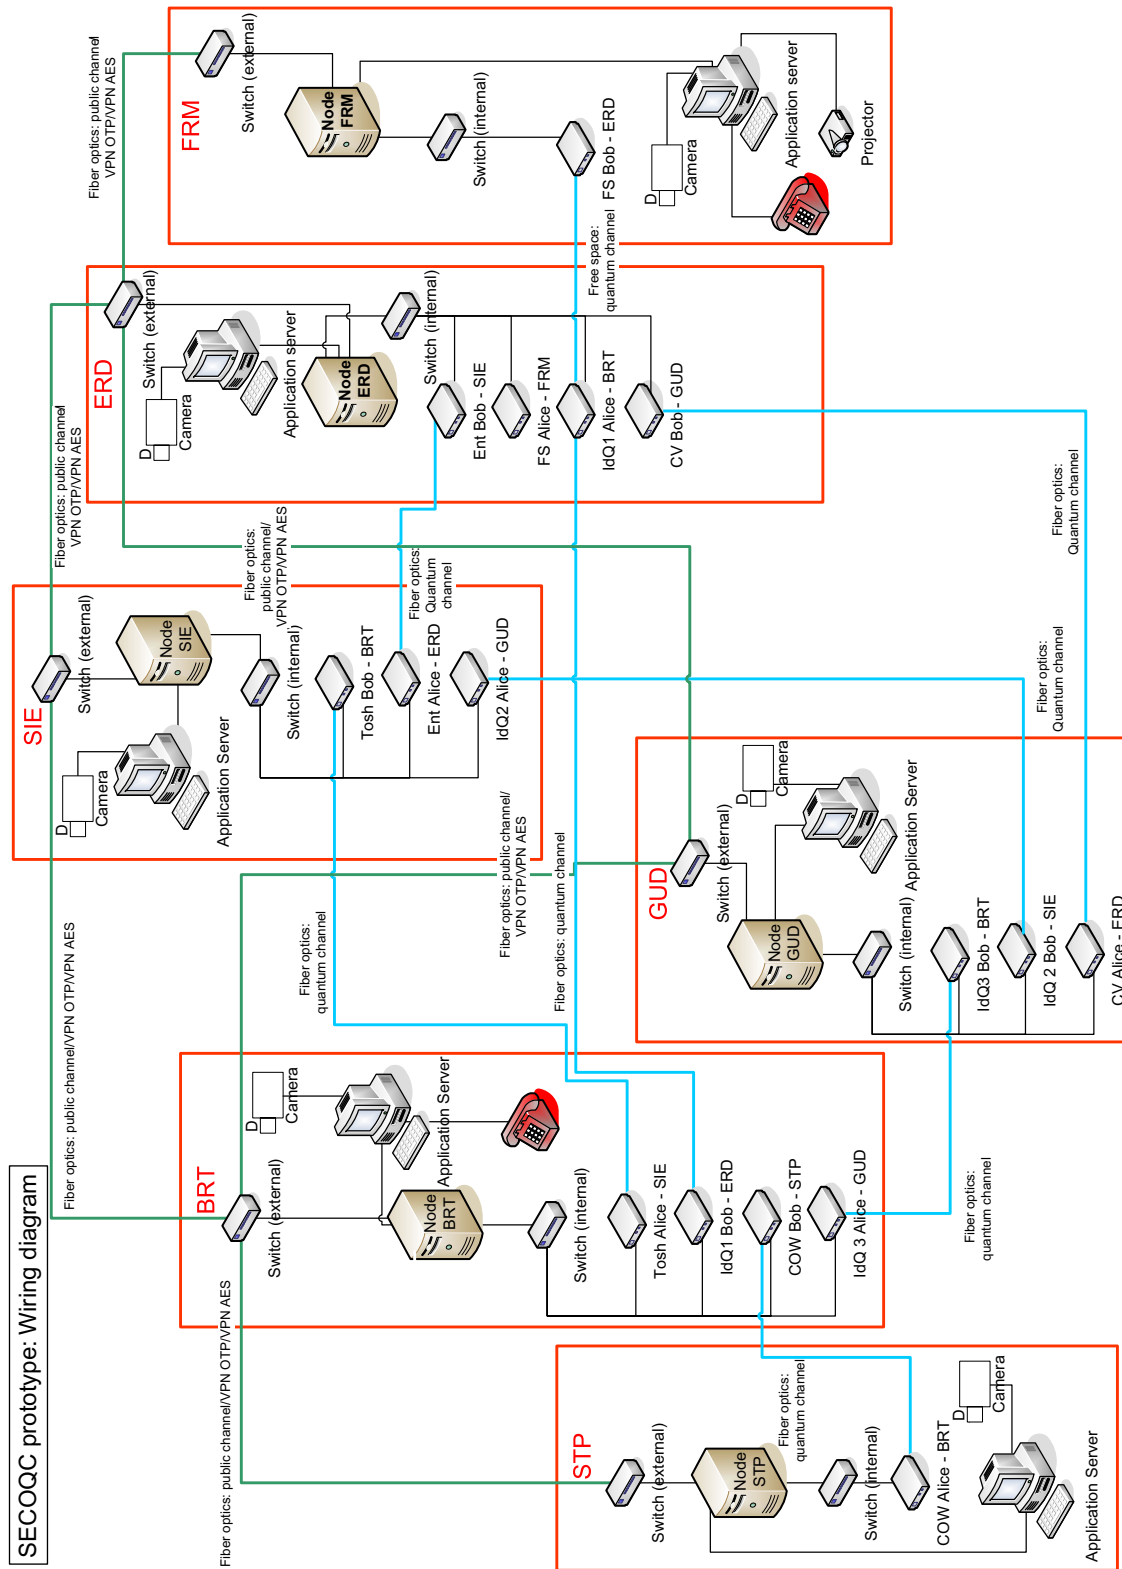 SECOQC prototype: Wiring diagram
Fiber optics: public channel/VPN OTP/VPN AES
Fiber optics: public channel/VPN OTP/VPN AES
Fiber optics: public channel
VPN OTP/VPN AES
Fiber optics: public channel
VPN OTP/VPN AES
Fiber optics:
public channel/
VPN OTP/VPN AES
Fiber optics: public channel/
VPN OTP/VPN AES
STP
Switch (external)
Node
STP
Fiber optics:
quantum channel
Switch (internal)
COW Alice - BRT
D
Camera
Application Server
BRT
Switch (external)
D
Camera
Application Server
Node
BRT
Switch (internal)
Tosh Alice - SIE
IdQ1 Bob - ERD
COW Bob - STP
IdQ 3 Alice - GUD
Fiber optics:
quantum channel
Fiber optics: quantum channel
Fiber optics:
quantum channel
SIE
Switch (external)
D
Camera
Application Server
Node
SIE
Switch (internal)
Tosh Bob - BRT
Ent Alice - ERD
IdQ2 Alice - GUD
Fiber optics:
Quantum
channel
GUD
Switch (external)
D
Camera
Node
GUD
Application Server
Switch (internal)
IdQ3 Bob - BRT
IdQ 2 Bob - SIE
CV Alice - ERD
Fiber optics:
Quantum channel
Fiber optics:
Quantum channel
ERD
Switch (external)
D
Camera
Application server
Node
ERD
Switch (internal)
Ent Bob - SIE
FS Alice - FRM
IdQ1 Alice - BRT
CV Bob - GUD
Free space:
quantum channel
FRM
Switch (external)
Node
FRM
Switch (internal)
FS Bob - ERD
D
Camera
Application server
Projector